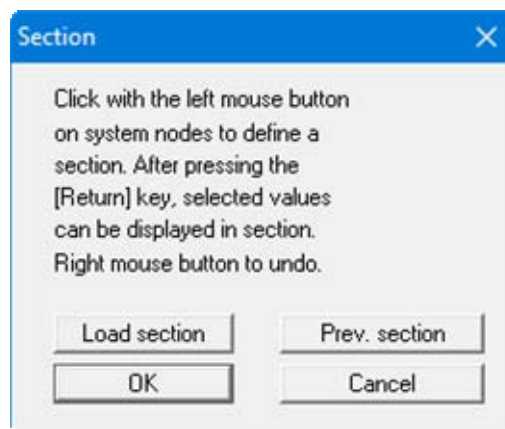 Section
Click with the left mouse button
on system nodes to define a
section. After pressing the
[Return] key, selected values
can be displayed in section.
Right mouse button to undo.
Load section
Prev. section
OK
Cancel